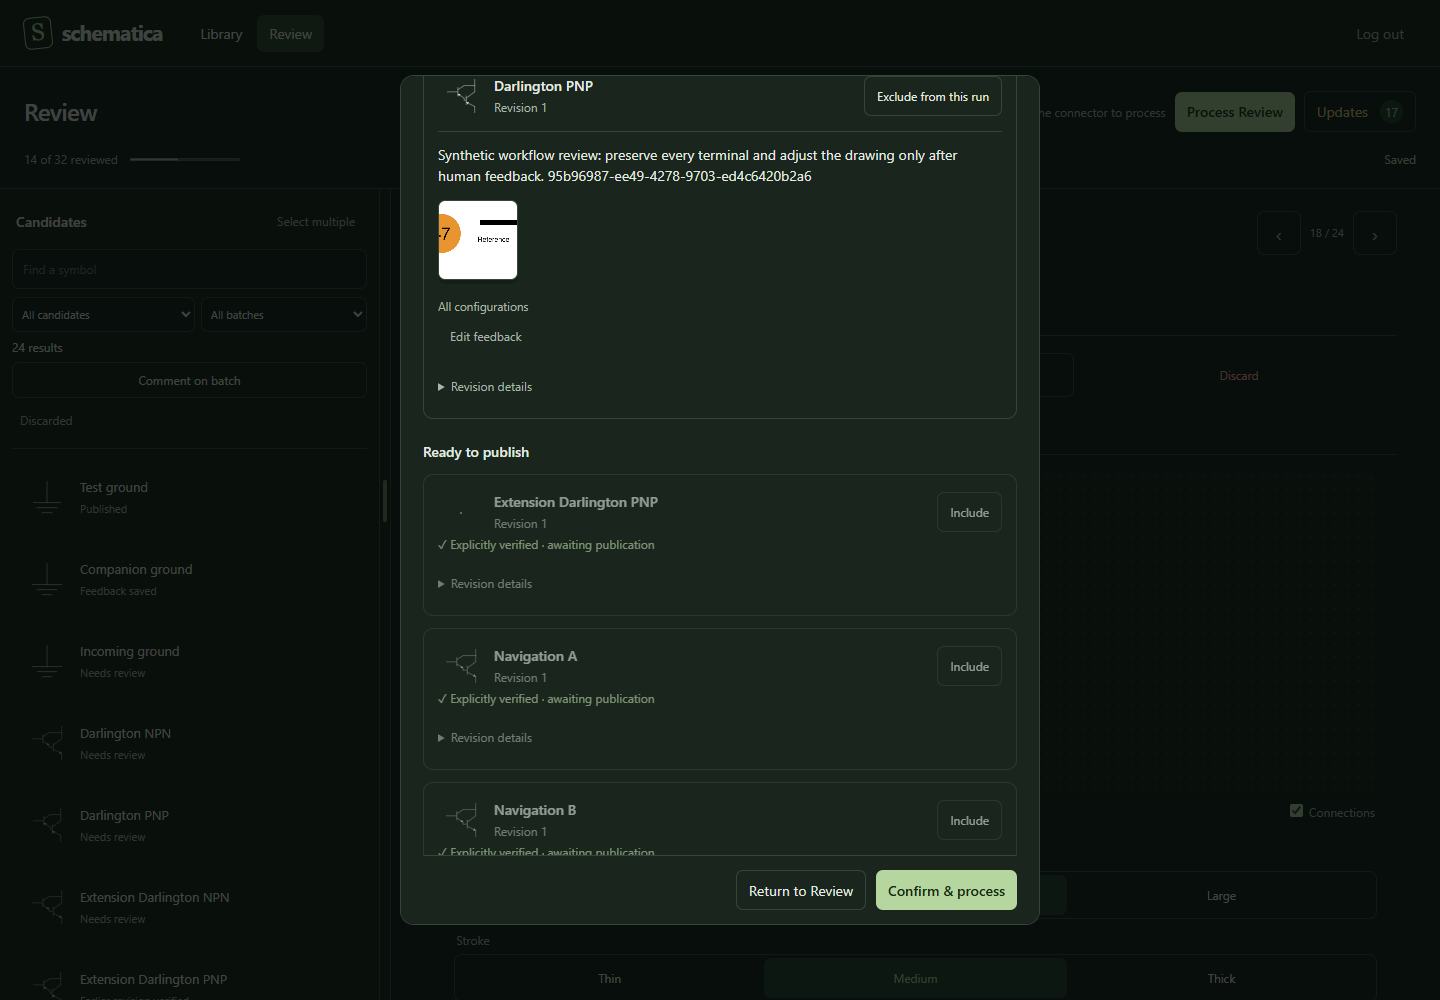 S schematica
Library
Review
Log out
Review
14 of 32 reviewed
he connector to process
Process Review
Updates 17
Saved
Candidates
Select multiple
Find a symbol
All candidates
All batches
24 results
Comment on batch
Discarded
Test ground
Published
Companion ground
Feedback saved
Incoming ground
Needs review
Darlington NPN
Needs review
Darlington PNP
Needs review
Extension Darlington NPN
Needs review
Extension Darlington PNP
Darlington PNP
Revision 1
Exclude from this run
Synthetic workflow review: preserve every terminal and adjust the drawing only after
human feedback. 95b96987-ee49-4278-9703-ed4c6420b2a6
7
Reference
All configurations
Edit feedback
Revision details
Ready to publish
Extension Darlington PNP
Revision 1
Include
✓ Explicitly verified · awaiting publication
Revision details
Navigation A
Revision 1
Include
✓ Explicitly verified · awaiting publication
Revision details
Navigation B
Revision 1
Include
✓ Explicitly verified · awaiting publication
Return to Review
Confirm & process
‹ 18 / 24 ›
Discard
Connections
Large
Stroke
Thin
Medium
Thick